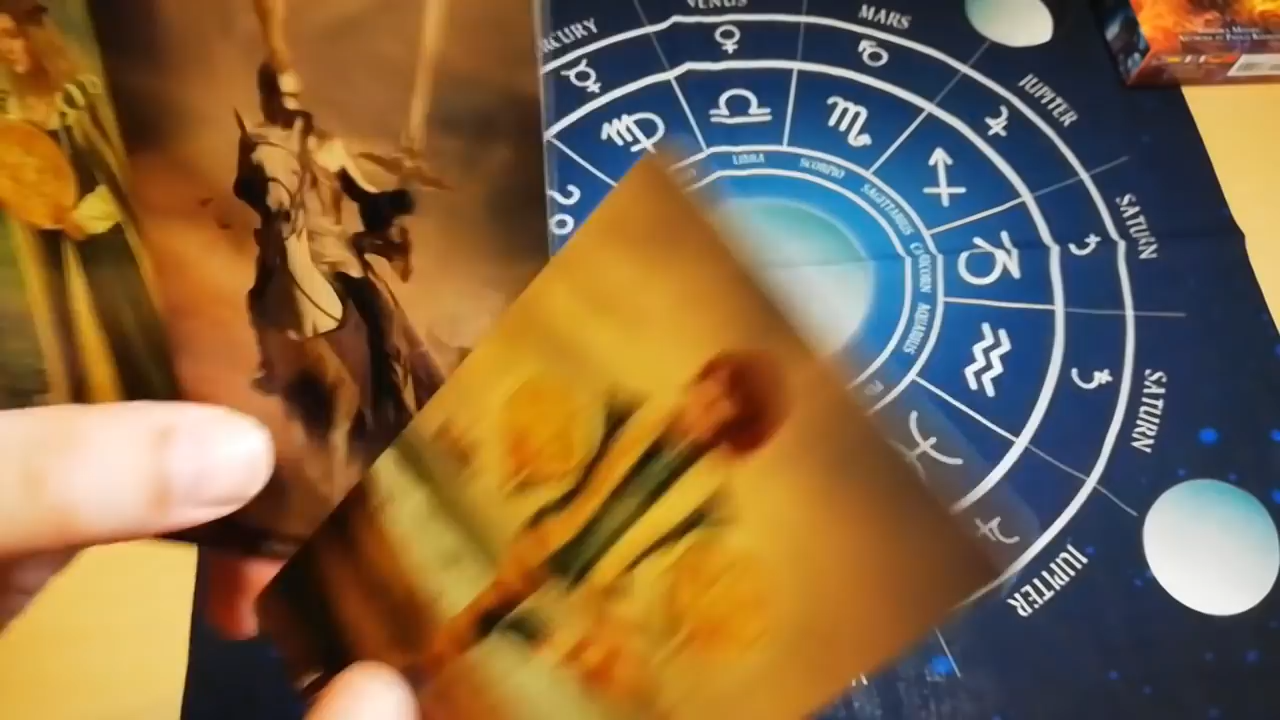 RCURY
VENUS
MARS
JUPITER
SATURN
SATURN
JUPITER
LIBRA
SCORPIO
SAGITTARIUS
CAPRICORN
AQUARIUS